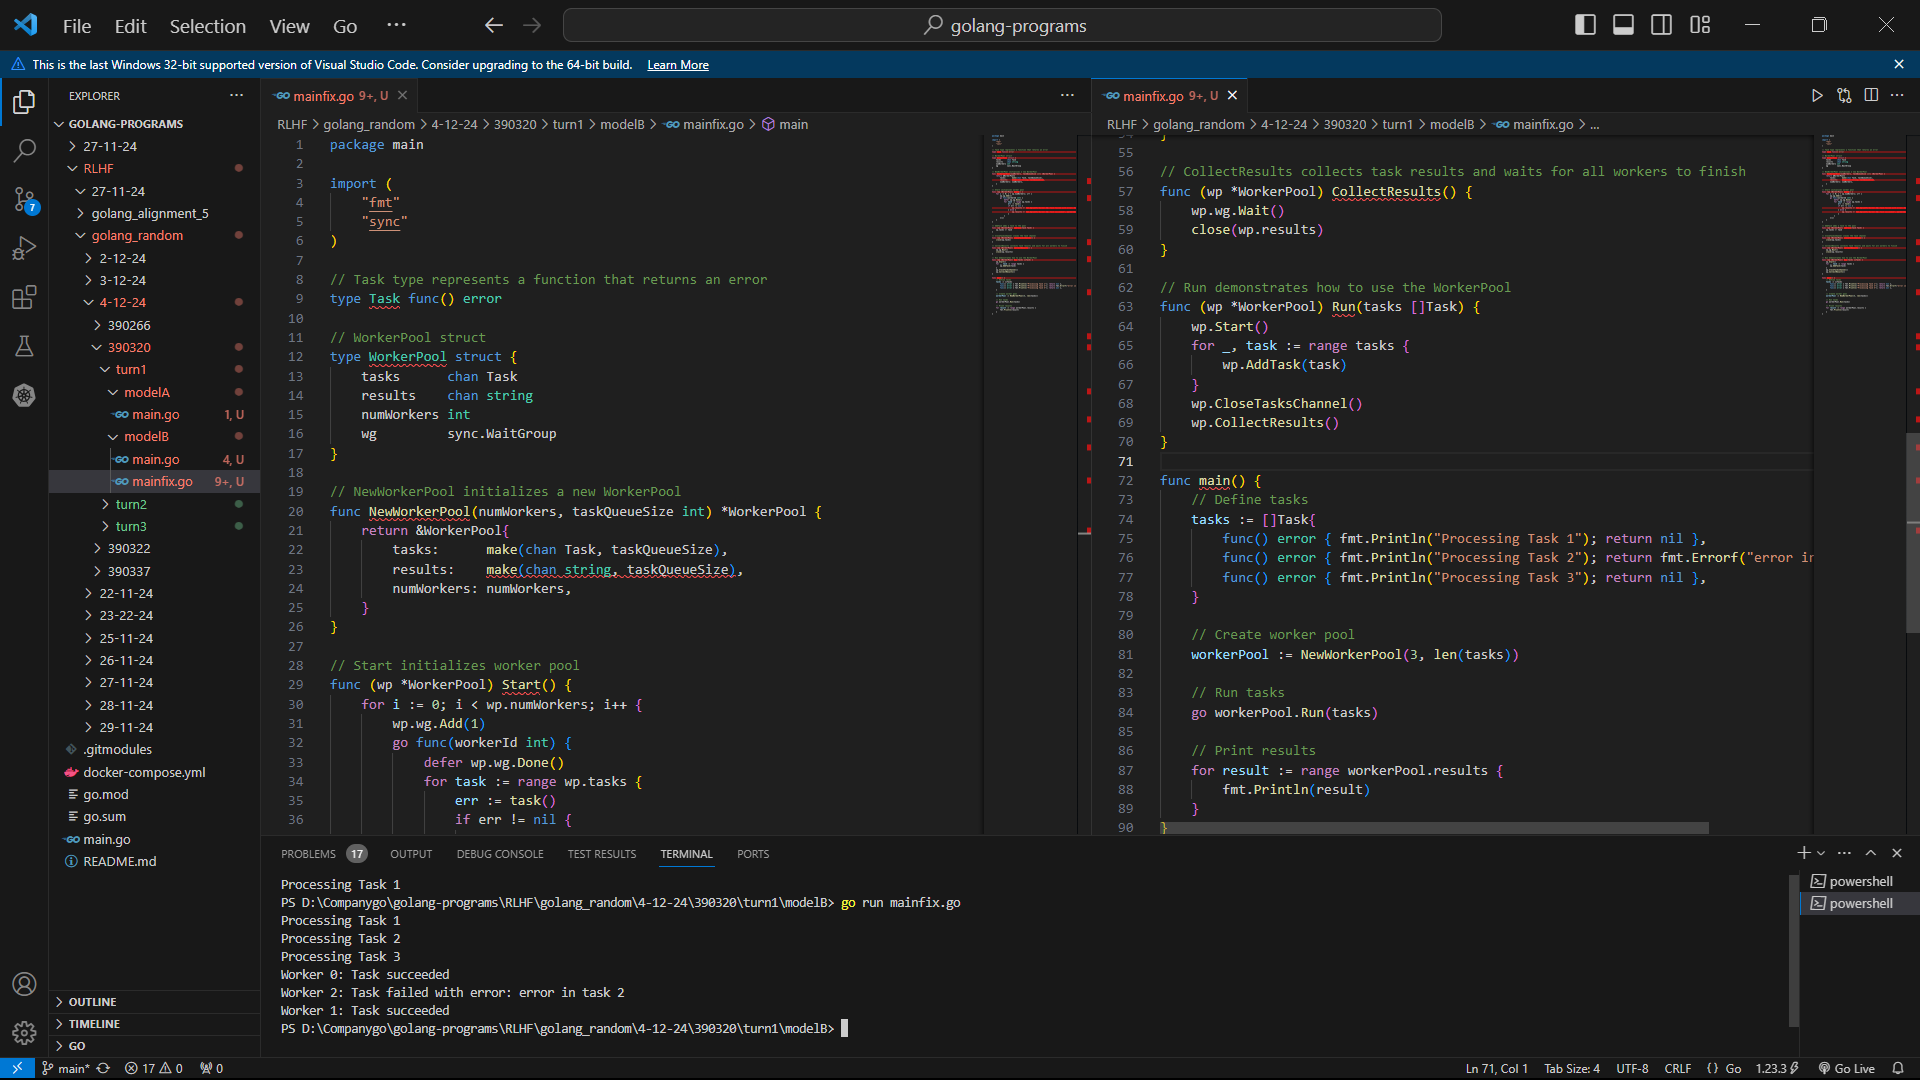 File Edit Selection View Go ···
golang-programs
This is the last Windows 32-bit supported version of Visual Studio Code. Consider upgrading to the 64-bit build. Learn More
EXPLORER
GOLANG-PROGRAMS
27-11-24
RLHF
27-11-24
golang_alignment_5
golang_random
2-12-24
3-12-24
4-12-24
390266
390320
turn1
modelA
main.go 1, U
modelB
main.go 4, U
mainfix.go 9+, U
turn2
turn3
390322
390337
22-11-24
23-22-24
25-11-24
26-11-24
27-11-24
28-11-24
29-11-24
.gitmodules
docker-compose.yml
go.mod
go.sum
main.go
README.md
OUTLINE
TIMELINE
GO
7
mainfix.go 9+, U
RLHF > golang_random > 4-12-24 > 390320 > turn1 > modelB > mainfix.go > main
1 package main
2
3 import (
4 "fmt"
5 "sync"
6 )
7
8 // Task type represents a function that returns an error
9 type Task func() error
10
11 // WorkerPool struct
12 type WorkerPool struct {
13 tasks chan Task
14 results chan string
15 numWorkers int
16 wg sync.WaitGroup
17 }
18
19 // NewWorkerPool initializes a new WorkerPool
20 func NewWorkerPool(numWorkers, taskQueueSize int) *WorkerPool {
21 return &WorkerPool{
22 tasks: make(chan Task, taskQueueSize),
23 results: make(chan string, taskQueueSize),
24 numWorkers: numWorkers,
25 }
26 }
27
28 // Start initializes worker pool
29 func (wp *WorkerPool) Start() {
30 for i := 0; i < wp.numWorkers; i++ {
31 wp.wg.Add(1)
32 go func(workerId int) {
33 defer wp.wg.Done()
34 for task := range wp.tasks {
35 err := task()
36 if err != nil {
mainfix.go 9+, U
RLHF > golang_random > 4-12-24 > 390320 > turn1 > modelB > mainfix.go > ...
55
56 // CollectResults collects task results and waits for all workers to finish
57 func (wp *WorkerPool) CollectResults() {
58 wp.wg.Wait()
59 close(wp.results)
60 }
61
62 // Run demonstrates how to use the WorkerPool
63 func (wp *WorkerPool) Run(tasks []Task) {
64 wp.Start()
65 for _, task := range tasks {
66 wp.AddTask(task)
67 }
68 wp.CloseTasksChannel()
69 wp.CollectResults()
70 }
71
72 func main() {
73 // Define tasks
74 tasks := []Task{
75 func() error { fmt.Println("Processing Task 1"); return nil },
76 func() error { fmt.Println("Processing Task 2"); return fmt.Errorf("error in
77 func() error { fmt.Println("Processing Task 3"); return nil },
78 }
79
80 // Create worker pool
81 workerPool := NewWorkerPool(3, len(tasks))
82
83 // Run tasks
84 go workerPool.Run(tasks)
85
86 // Print results
87 for result := range workerPool.results {
88 fmt.Println(result)
89 }
90 }
PROBLEMS 17 OUTPUT DEBUG CONSOLE TEST RESULTS TERMINAL PORTS
Processing Task 1
PS D:\Companygo\golang-programs\RLHF\golang_random\4-12-24\390320\turn1\modelB> go run mainfix.go
Processing Task 1
Processing Task 2
Processing Task 3
Worker 0: Task succeeded
Worker 2: Task failed with error: error in task 2
Worker 1: Task succeeded
PS D:\Companygo\golang-programs\RLHF\golang_random\4-12-24\390320\turn1\modelB>
powershell
powershell
main* 17 0 0 Ln 71, Col 1 Tab Size: 4 UTF-8 CRLF {} Go 1.23.3 Go Live